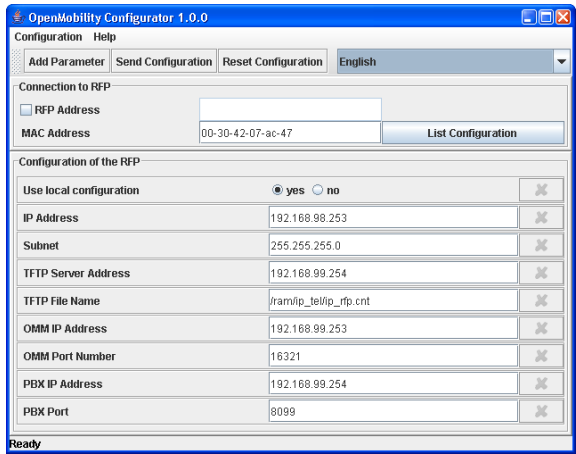 OpenMobility Configurator 1.0.0
Configuration Help
Add Parameter Send Configuration Reset Configuration English
Connection to RFP
RFP Address
MAC Address 00-30-42-07-ac-47 List Configuration
Configuration of the RFP
Use local configuration yes no
IP Address 192.168.98.253
Subnet 255.255.255.0
TFTP Server Address 192.168.99.254
TFTP File Name /ram/ip_tel/ip_rfp.cnt
OMM IP Address 192.168.99.253
OMM Port Number 16321
PBX IP Address 192.168.99.254
PBX Port 8099
Ready